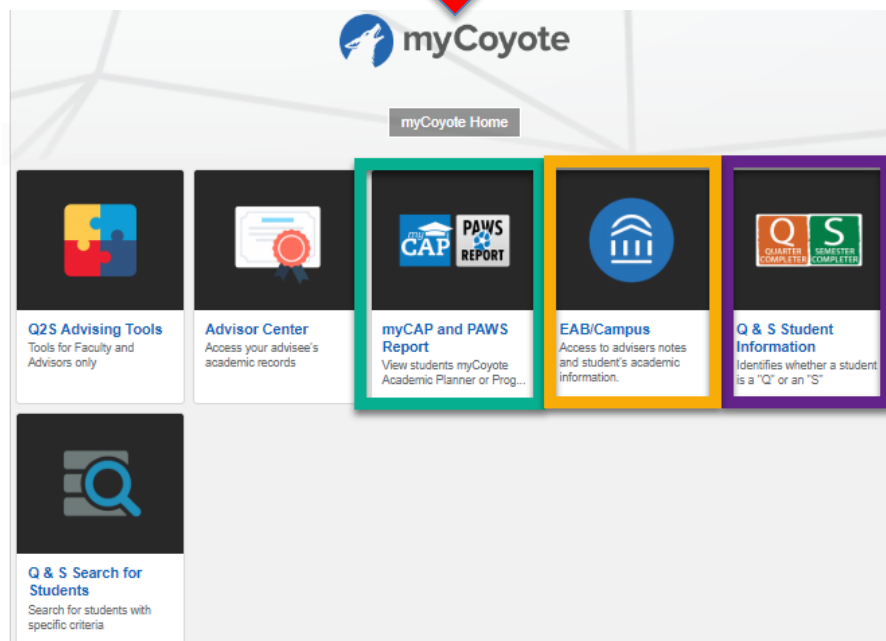 myCoyote
myCoyote Home
my
CAP
PAWS
REPORT
Q
QUARTER
COMPLETER
S
SEMESTER
COMPLETER
Q2S Advising Tools
Tools for Faculty and
Advisors only
Advisor Center
Access your advisee's
academic records
myCAP and PAWS
Report
View students myCoyote
Academic Planner or Prog...
EAB/Campus
Access to advisers notes
and student's academic
information.
Q & S Student
Information
Identifies whether a student
is a "Q" or an "S"
Q & S Search for
Students
Search for students with
specific criteria